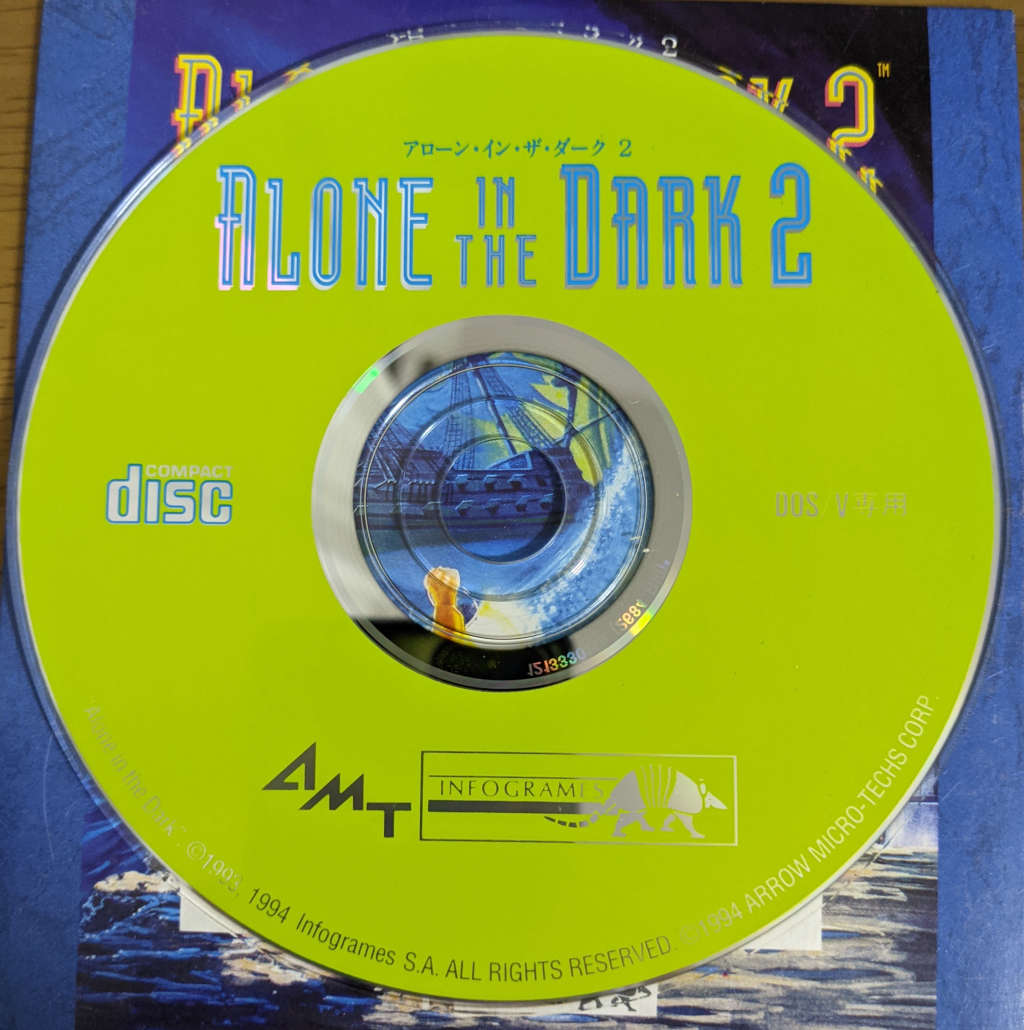 2™
アローン・イン・ザ・ダーク 2
ALONE IN THE DARK 2
COMPACT
disc
DOS/V専用
AMT
INFOGRAMES
"Alone in the Dark2" ©1993, 1994 Infogrames S.A. ALL RIGHTS RESERVED. ©1994 ARROW MICRO-TECHS CORP.